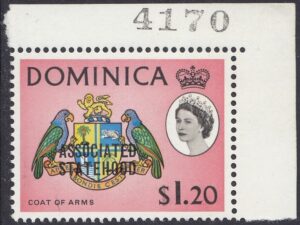 4170
DOMINICA
ASSOCIATED
STATEHOOD
COAT OF ARMS
$1.20